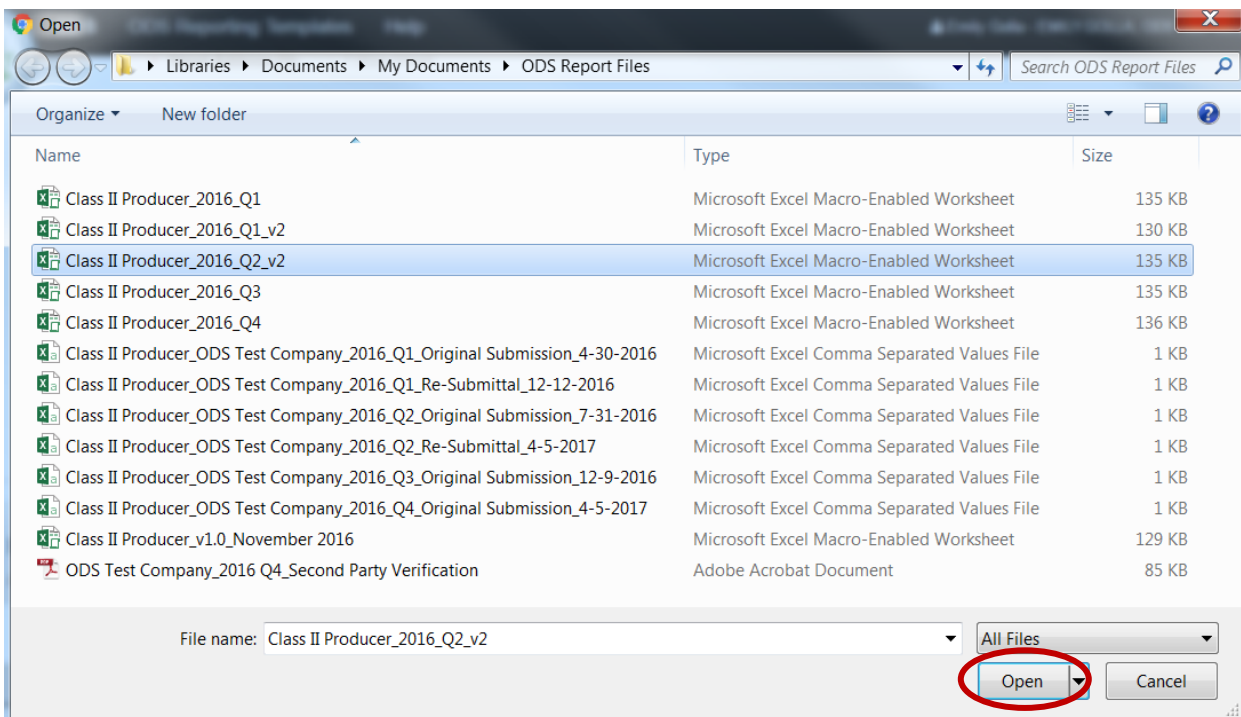 Open
ODS Reporting Templates Help
Libraries Documents My Documents ODS Report Files Search ODS Report Files
Organize New folder
Name Type Size
Class II Producer_2016_Q1 Microsoft Excel Macro-Enabled Worksheet 135 KB
Class II Producer_2016_Q1_v2 Microsoft Excel Macro-Enabled Worksheet 130 KB
Class II Producer_2016_Q2_v2 Microsoft Excel Macro-Enabled Worksheet 135 KB
Class II Producer_2016_Q3 Microsoft Excel Macro-Enabled Worksheet 135 KB
Class II Producer_2016_Q4 Microsoft Excel Macro-Enabled Worksheet 136 KB
Class II Producer_ODS Test Company_2016_Q1_Original Submission_4-30-2016 Microsoft Excel Comma Separated Values File 1 KB
Class II Producer_ODS Test Company_2016_Q1_Re-Submittal_12-12-2016 Microsoft Excel Comma Separated Values File 1 KB
Class II Producer_ODS Test Company_2016_Q2_Original Submission_7-31-2016 Microsoft Excel Comma Separated Values File 1 KB
Class II Producer_ODS Test Company_2016_Q2_Re-Submittal_4-5-2017 Microsoft Excel Comma Separated Values File 1 KB
Class II Producer_ODS Test Company_2016_Q3_Original Submission_12-9-2016 Microsoft Excel Comma Separated Values File 1 KB
Class II Producer_ODS Test Company_2016_Q4_Original Submission_4-5-2017 Microsoft Excel Comma Separated Values File 1 KB
Class II Producer_v1.0_November 2016 Microsoft Excel Macro-Enabled Worksheet 129 KB
ODS Test Company_2016 Q4_Second Party Verification Adobe Acrobat Document 85 KB
File name: Class II Producer_2016_Q2_v2 All Files
Open Cancel